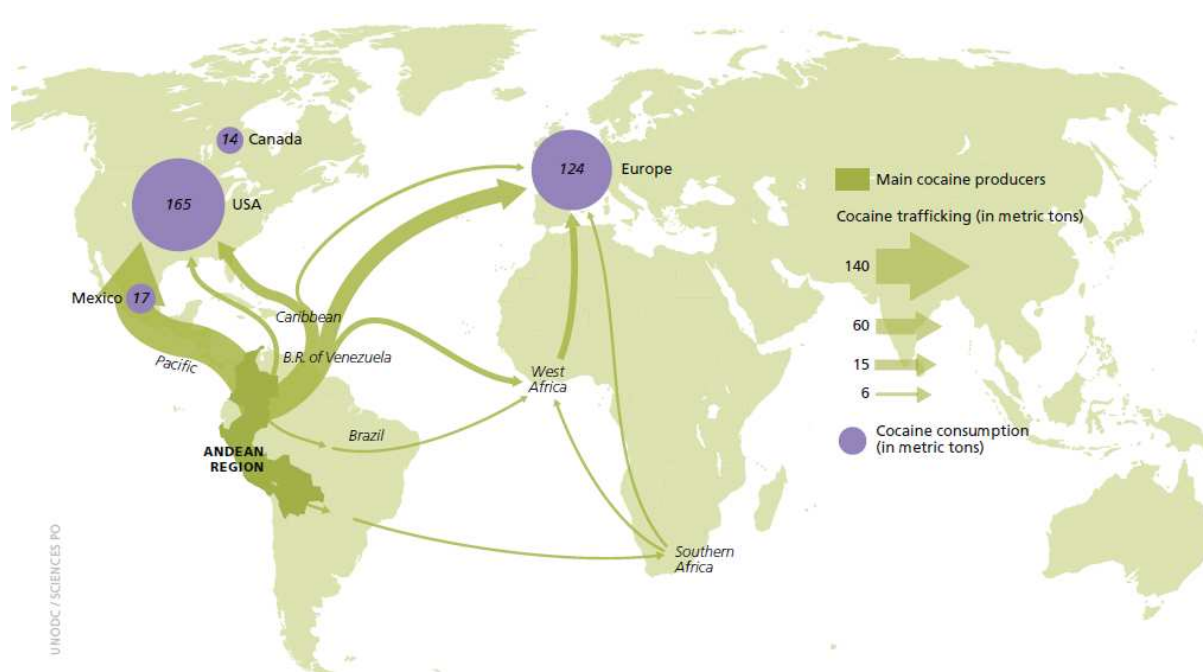 14 Canada
165 USA
124 Europe
Mexico 17
Pacific
Caribbean
B.R. of Venezuela
West
Africa
Brazil
ANDEAN
REGION
Southern
Africa
Main cocaine producers
Cocaine trafficking (in metric tons)
140
60
15
6
Cocaine consumption
(in metric tons)
UNODC / SCIENCES PO